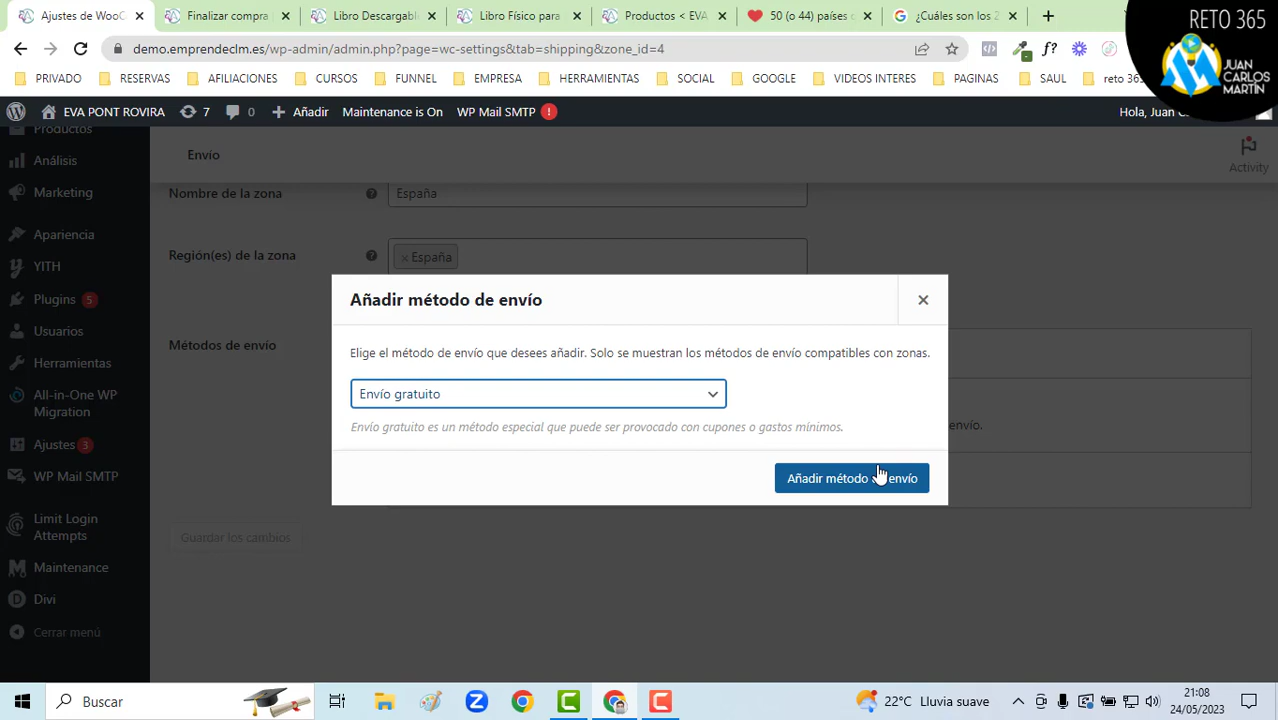 Ajustes de WooC
Finalizar compra
Libro Descargabl
Libro Físico para
Productos < EVA
50 (o 44) países
¿Cuáles son los 2
RETO 365
JUAN
CARLOS
MARTÍN
demo.emprendeclm.es/wp-admin/admin.php?page=wc-settings&tab=shipping&zone_id=4
f?
PRIVADO
RESERVAS
AFILIACIONES
CURSOS
FUNNEL
EMPRESA
HERRAMIENTAS
SOCIAL
GOOGLE
VIDEOS INTERES
PAGINAS
SAUL
reto 365
EVA PONT ROVIRA
7
0
Añadir
Maintenance is On
WP Mail SMTP
!
Hola, Juan C
Productos
Análisis
Marketing
Apariencia
YITH
Plugins 5
Usuarios
Herramientas
All-in-One WP
Migration
Ajustes 3
WP Mail SMTP
Limit Login
Attempts
Maintenance
Divi
Cerrar menú
Envío
Activity
Nombre de la zona
España
Región(es) de la zona
× España
Métodos de envío
envío.
Guardar los cambios
Añadir método de envío
Elige el método de envío que desees añadir. Solo se muestran los métodos de envío compatibles con zonas.
Envío gratuito
Envío gratuito es un método especial que puede ser provocado con cupones o gastos mínimos.
Añadir método envío
Buscar
22°C Lluvia suave
21:08
24/05/2023